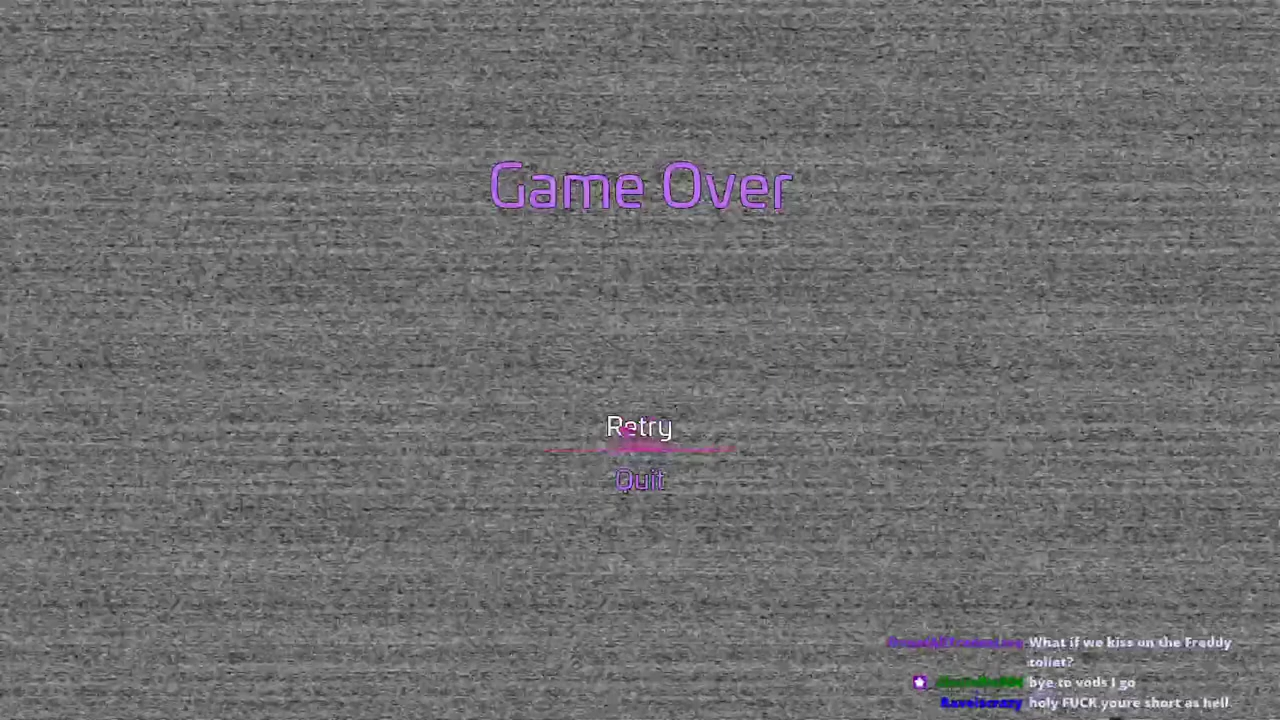 Game Over
Retry
Quit
What if we kiss on the Freddy
toliet?
bye to vods I go
holy FUCK youre short as hell